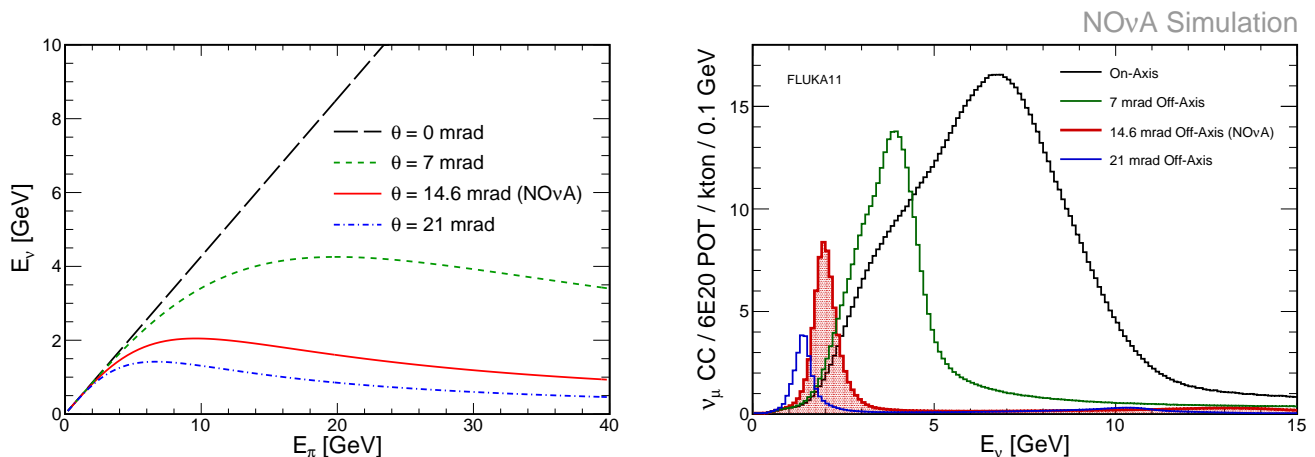 NOνA Simulation
10
8
6
4
2
0
E_ν [GeV]
θ = 0 mrad
θ = 7 mrad
θ = 14.6 mrad (NOνA)
θ = 21 mrad
0 10 20 30 40
E_π [GeV]
ν_μ CC / 6E20 POT / kton / 0.1 GeV
15
10
5
0
FLUKA11
On-Axis
7 mrad Off-Axis
14.6 mrad Off-Axis (NOνA)
21 mrad Off-Axis
0 5 10 15
E_ν [GeV]